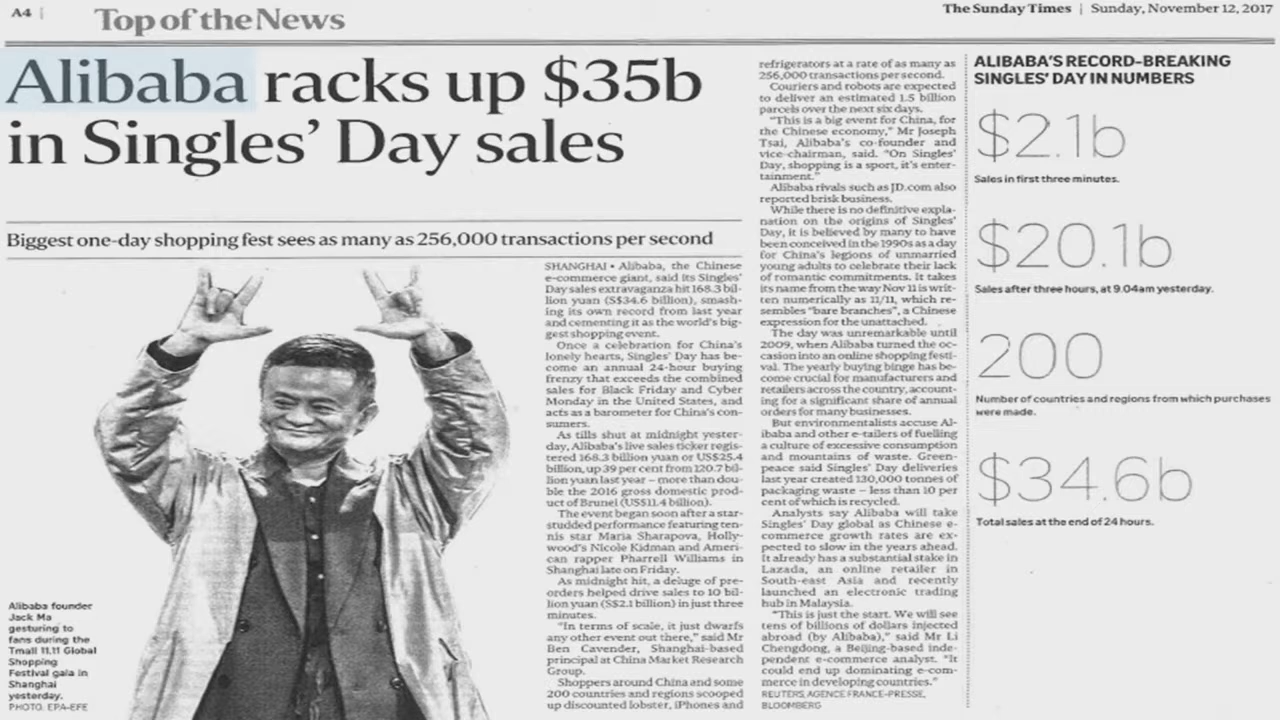 A4
Top of the News
The Sunday Times | Sunday, November 12, 2017
Alibaba racks up $35b
in Singles' Day sales
Biggest one-day shopping fest sees as many as 256,000 transactions per second
Alibaba founder
Jack Ma
gesturing to
fans during the
Tmall 11.11 Global
Shopping
Festival gala in
Shanghai
yesterday.
PHOTO: EPA-EFE
SHANGHAI • Alibaba, the Chinese
e-commerce giant, said its Singles'
Day sales extravaganza hit 168.3 bil-
lion yuan (S$34.6 billion), smash-
ing its own record from last year
and cementing it as the world's big-
gest shopping event.
Once a celebration for China's
lonely hearts, Singles' Day has be-
come an annual 24-hour buying
frenzy that exceeds the combined
sales for Black Friday and Cyber
Monday in the United States, and
acts as a barometer for China's con-
sumers.
As tills shut at midnight yester-
day, Alibaba's live sales ticker regis-
tered 168.3 billion yuan or US$25.4
billion, up 39 per cent from 120.7 bil-
lion yuan last year – more than dou-
ble the 2016 gross domestic prod-
uct of Brunei (US$11.4 billion).
The event began soon after a star-
studded performance featuring ten-
nis star Maria Sharapova, Holly-
wood's Nicole Kidman and Ameri-
can rapper Pharrell Williams in
Shanghai late on Friday.
As midnight hit, a deluge of pre-
orders helped drive sales to 10 bil-
lion yuan (S$2.1 billion) in just three
minutes.
"In terms of scale, it just dwarfs
any other event out there," said Mr
Ben Cavender, Shanghai-based
principal at China Market Research
Group.
Shoppers around China and some
200 countries and regions scooped
up discounted lobster, iPhones and
refrigerators at a rate of as many as
256,000 transactions per second.
Couriers and robots are expected
to deliver an estimated 1.5 billion
parcels over the next six days.
"This is a big event for China, for
the Chinese economy," Mr Joseph
Tsai, Alibaba's co-founder and
vice-chairman, said. "On Singles'
Day, shopping is a sport, it's enter-
tainment."
Alibaba rivals such as JD.com also
reported brisk business.
While there is no definitive expla-
nation on the origins of Singles'
Day, it is believed by many to have
been conceived in the 1990s as a day
for China's legions of unmarried
young adults to celebrate their lack
of romantic commitments. It takes
its name from the way Nov 11 is writ-
ten numerically as 11/11, which re-
sembles "bare branches", a Chinese
expression for the unattached.
The day was unremarkable until
2009, when Alibaba turned the oc-
casion into an online shopping festi-
val. The yearly buying binge has be-
come crucial for manufacturers and
retailers across the country, account-
ing for a significant share of annual
orders for many businesses.
But environmentalists accuse Al-
ibaba and other e-tailers of fuelling
a culture of excessive consumption
and mountains of waste. Green-
peace said Singles' Day deliveries
last year created 130,000 tonnes of
packaging waste – less than 10 per
cent of which is recycled.
Analysts say Alibaba will take
Singles' Day global as Chinese e-
commerce growth rates are ex-
pected to slow in the years ahead.
It already has a substantial stake in
Lazada, an online retailer in
South-east Asia and recently
launched an electronic trading
hub in Malaysia.
"This is just the start. We will see
tens of billions of dollars injected
abroad (by Alibaba)," said Mr Li
Chengdong, a Beijing-based inde-
pendent e-commerce analyst. "It
could end up dominating e-com-
merce in developing countries."
REUTERS, AGENCE FRANCE-PRESSE,
BLOOMBERG
ALIBABA'S RECORD-BREAKING
SINGLES' DAY IN NUMBERS
$2.1b
Sales in first three minutes.
$20.1b
Sales after three hours, at 9.04am yesterday.
200
Number of countries and regions from which purchases
were made.
$34.6b
Total sales at the end of 24 hours.